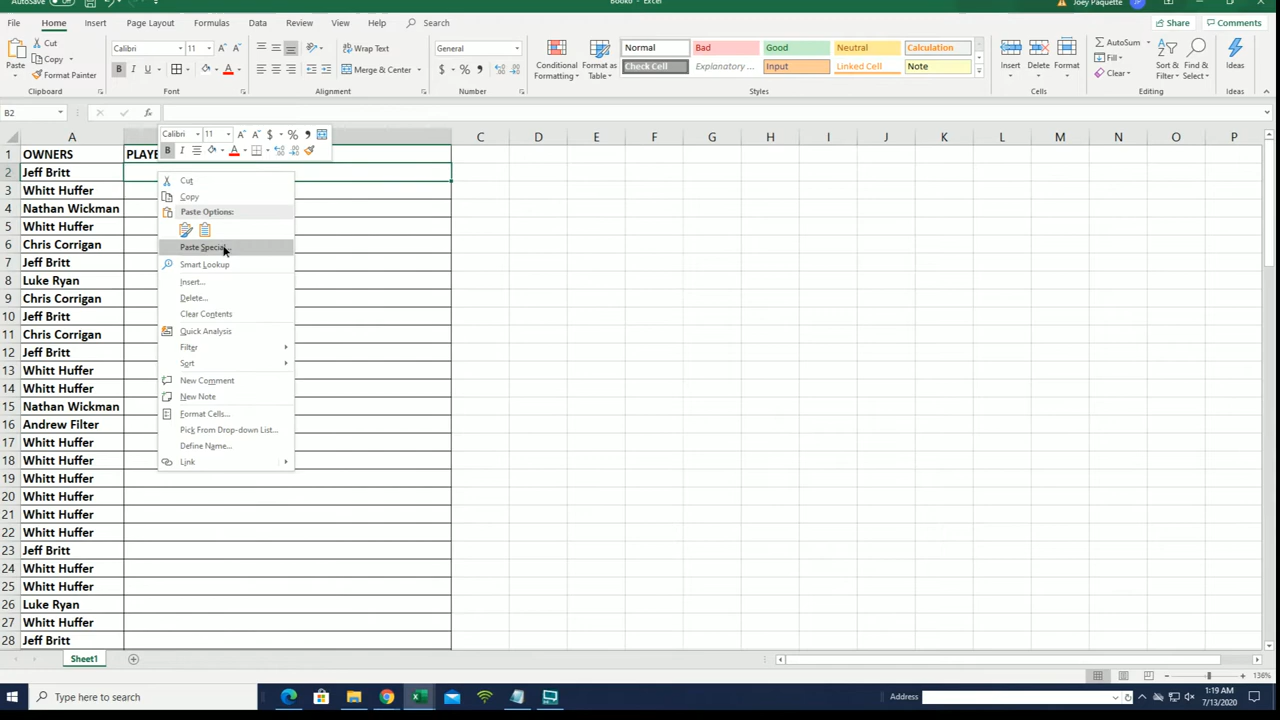 AutoSave Off
Book6 - Excel
Joey Paquette JP
File Home Insert Page Layout Formulas Data Review View Help Search
Share Comments
Paste Cut
Copy
Format Painter
Clipboard
Calibri 11
B I U
Font
Wrap Text
Merge & Center
Alignment
General
$ % ,
Number
Conditional Formatting
Format as Table
Normal Bad Good Neutral Calculation
Check Cell Explanatory ... Input Linked Cell Note
Styles
Insert Delete Format
Cells
AutoSum
Fill
Clear
Sort & Filter
Find & Select
Editing
Ideas
Ideas
B2 fx
Calibri 11 A A $ % ,
B I A
A C D E F G H I J K L M N O P
1 OWNERS PLAYE
2 Jeff Britt
3 Whitt Huffer
4 Nathan Wickman
5 Whitt Huffer
6 Chris Corrigan
7 Jeff Britt
8 Luke Ryan
9 Chris Corrigan
10 Jeff Britt
11 Chris Corrigan
12 Jeff Britt
13 Whitt Huffer
14 Whitt Huffer
15 Nathan Wickman
16 Andrew Filter
17 Whitt Huffer
18 Whitt Huffer
19 Whitt Huffer
20 Whitt Huffer
21 Whitt Huffer
22 Whitt Huffer
23 Jeff Britt
24 Whitt Huffer
25 Whitt Huffer
26 Luke Ryan
27 Whitt Huffer
28 Jeff Britt
Cut
Copy
Paste Options:
Paste Special...
Smart Lookup
Insert...
Delete...
Clear Contents
Quick Analysis
Filter
Sort
New Comment
New Note
Format Cells...
Pick From Drop-down List...
Define Name...
Link
Sheet1
136%
Type here to search
Address
1:19 AM
7/13/2020